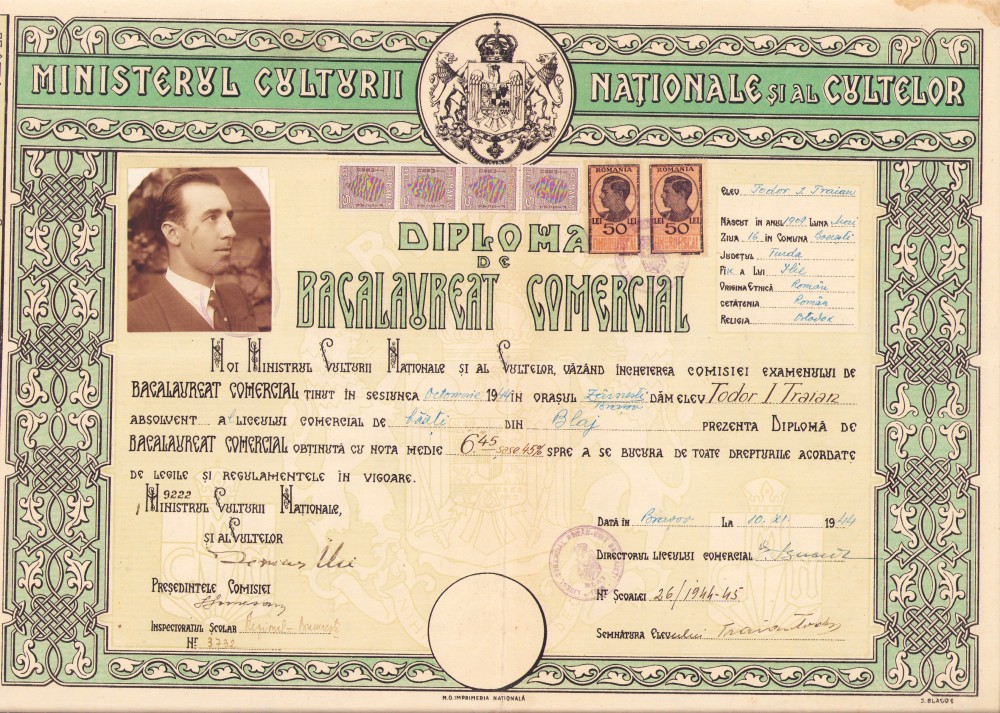 MINISTERUL CULTURII NAȚIONALE ȘI AL CULTELOR
ROMANIA ROMANIA
LEI LEI LEI LEI
50 50
DIPLOMA
DE
BACALAUREAT COMERCIAL
ELEV Todor I. Traian
NĂSCUT ÎN ANUL 1909 LUNA Mai
ZIUA 16 ÎN COMUNA
JUDEȚUL Turda
FIU A LUI Ilie
ORIGINA ETNICĂ Român
CETĂȚENIA Român
RELIGIA Ortodox
NOI MINISTRUL CULTURII NAȚIONALE ȘI AL CULTELOR, VĂZÂND ÎNCHEIEREA COMISIEI EXAMENULUI DE
BACALAUREAT COMERCIAL ȚINUT ÎN SESIUNEA Octomvrie 1944 ÎN ORAȘUL Zărnești Brașov DĂM ELEV Todor I. Traian
ABSOLVENT al LICEULUI COMERCIAL DE băeți DIN Blaj PREZENTA DIPLOMĂ DE
BACALAUREAT COMERCIAL OBȚINUTĂ CU NOTA MEDIE 6.45 șase 45% SPRE A SE BUCURA DE TOATE DREPTURILE ACORDATE
DE LEGILE ȘI REGULAMENTELE ÎN VIGOARE.
9222
MINISTRUL CULTURII NAȚIONALE,
ȘI AL CULTELOR
PREȘEDINTELE COMISIEI
INSPECTORATUL ȘCOLAR
Nr. 3732
DATĂ ÎN Brașov LA 10.XI. 1944
DIRECTORUL LICEULUI COMERCIAL
Nr. ȘCOALEI 26/1944-45
SEMNĂTURA ELEVului
M.O. IMPRIMERIA NAȚIONALĂ